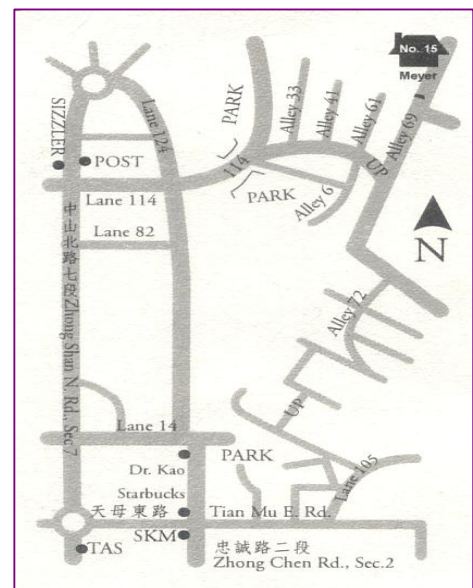 No. 15
Meyer
Alley 33
Alley 41
Alley 61
Alley 69
UP
PARK
114
Lane 124
SIZZLER
POST
PARK
Alley 6
Lane 114
Lane 82
N
中山北路七段 Zhong Shan N. Rd., Sec.7
Alley 72
UP
Lane 14
Dr. Kao
PARK
Starbucks
Lane 105
天母東路
Tian Mu E. Rd.
SKM
TAS
忠誠路二段
Zhong Chen Rd., Sec.2